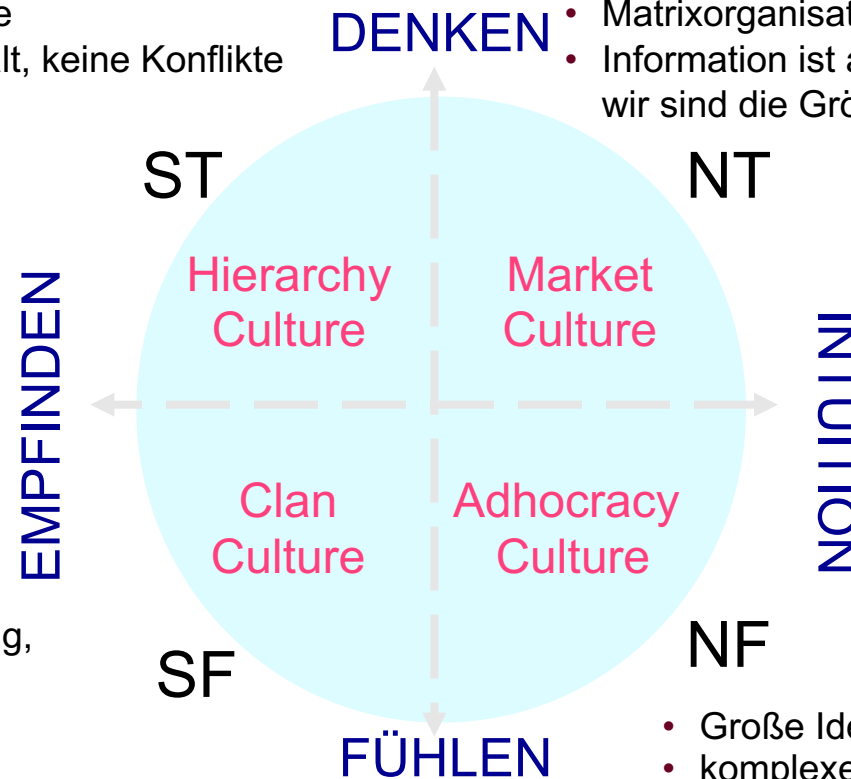 DENKEN
lt, keine Konflikte
• Matrixorganisat
• Information ist
wir sind die Grö
ST
NT
EMPFINDEN
INTUITION
Hierarchy
Culture
Market
Culture
Clan
Culture
Adhocracy
Culture
g,
SF
NF
FÜHLEN
• Große Ide
• komplexe